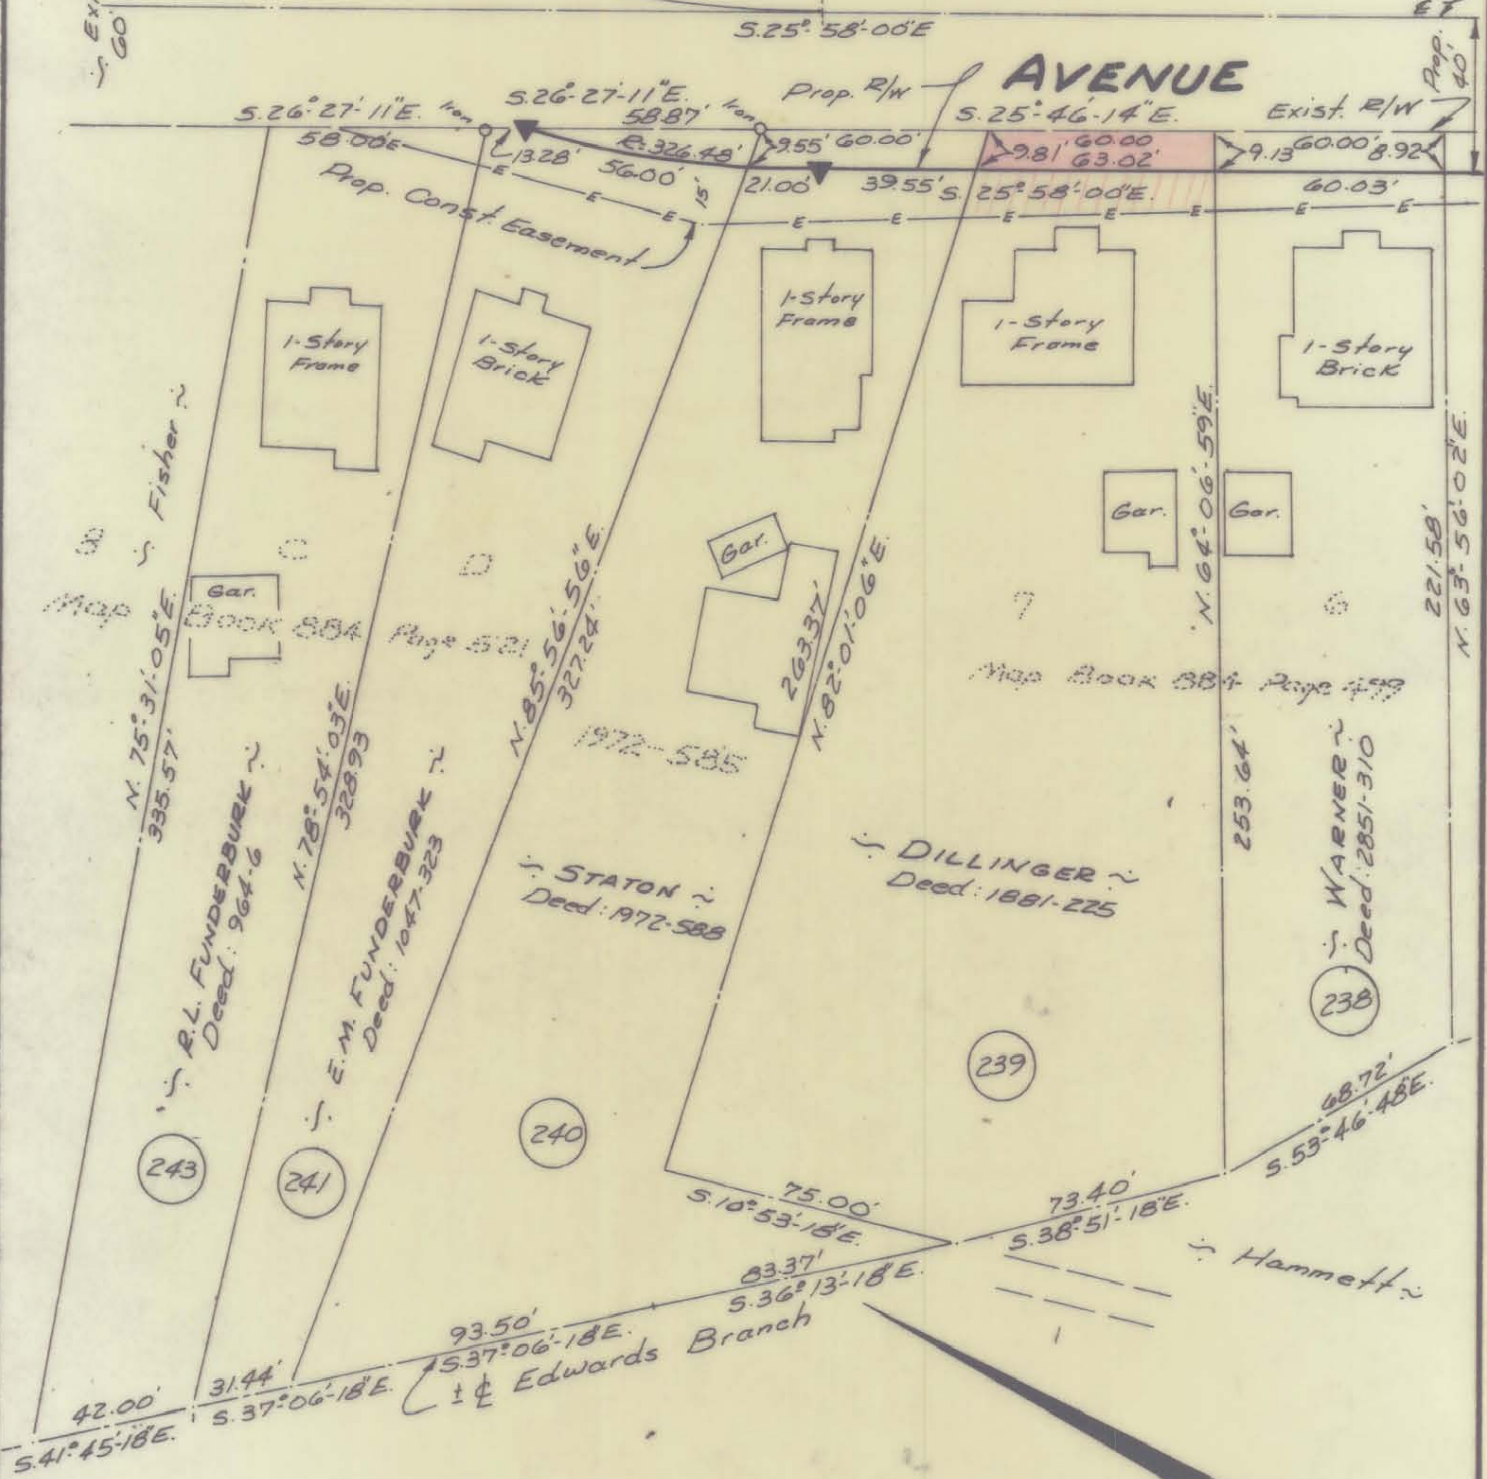 Ex
60'
S.25°-58'-00"E
AVENUE
Prop.
40'
S.26°-27'-11"E.
S.26°-27'-11"E.
58.87'
Iron
Iron
Prop. R/W
S.25°-46'-14"E.
Exist. R/W
58.00
E
13.28'
R=326.48'
56.00'
9.55'
60.00'
21.00'
39.55'
9.81'
60.00
63.02'
S.25°58'-00"E.
9.13
60.00'
8.92
60.03'
15'
E E E E E E E E E E
Prop. Const. Easement
1-Story
Frame
1-Story
Brick
1-Story
Frame
1-Story
Frame
1-Story
Brick
Fisher
B
C
D
7
6
Gar.
Gar.
Gar.
Gar.
Map Book 884 Page 521
Map Book 884 Page 499
1972-585
N.75°-31'-05"E.
335.57'
N.78°-54'-03"E.
328.93
N.85°-56'-56"E.
327.24'
263.37'
N.82°-01'-06"E.
N.64°-06'-59"E.
253.64'
221.58'
N.63°-56'-02"E.
R.L. FUNDERBURK
Deed: 964-6
E.M. FUNDERBURK
Deed: 1047-323
STATON
Deed: 1972-588
DILLINGER
Deed: 1881-225
WARNER
Deed: 2851-310
238
239
240
241
243
68.72'
S.53°-46'-48"E.
75.00'
S.10°-53'-18"E.
73.40'
S.38°-51'-18"E.
Hammett
83.37'
S.36°13'-18"E.
93.50'
S.37°-06'-18"E.
± ℄ Edwards Branch
31.44'
S.37°-06'-18"E.
42.00'
S.41°-45'-18"E.